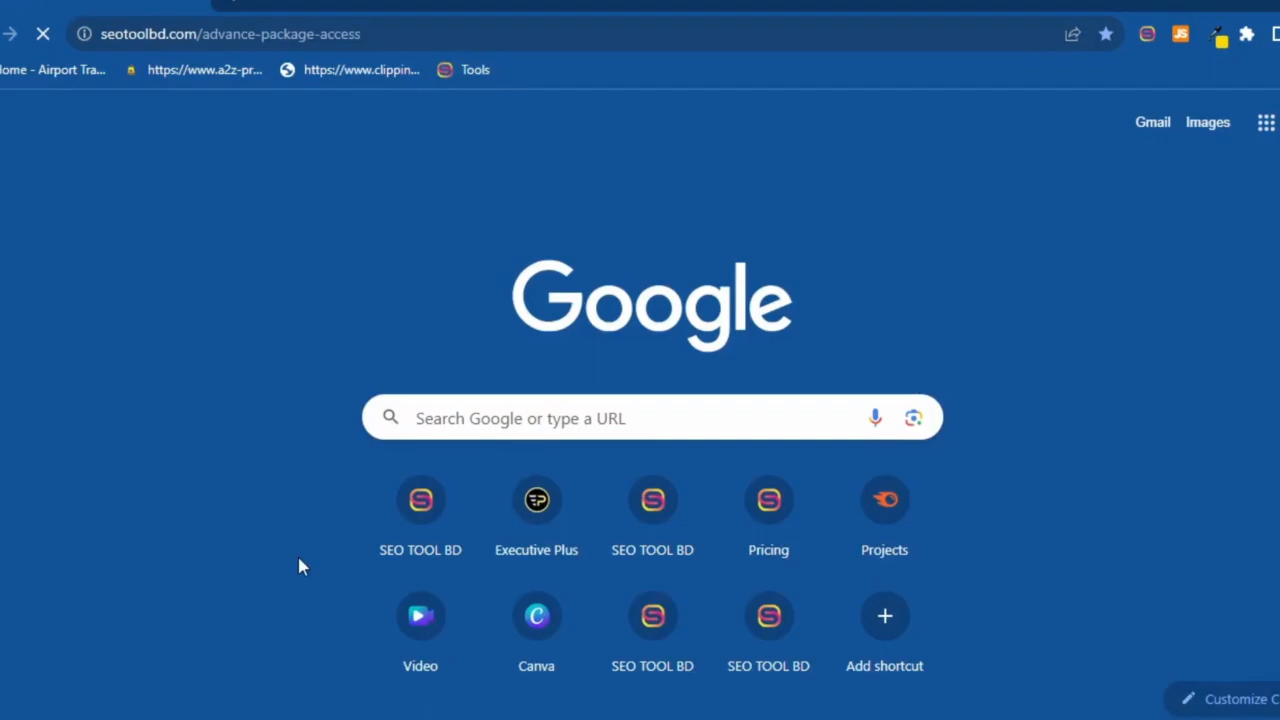 seotoolbd.com/advance-package-access
JS
Home - Airport Tra...
https://www.a2z-pr...
https://www.clippin...
Tools
Gmail
Images
Google
Search Google or type a URL
SEO TOOL BD
Executive Plus
SEO TOOL BD
Pricing
Projects
Video
Canva
SEO TOOL BD
SEO TOOL BD
Add shortcut
Customize C